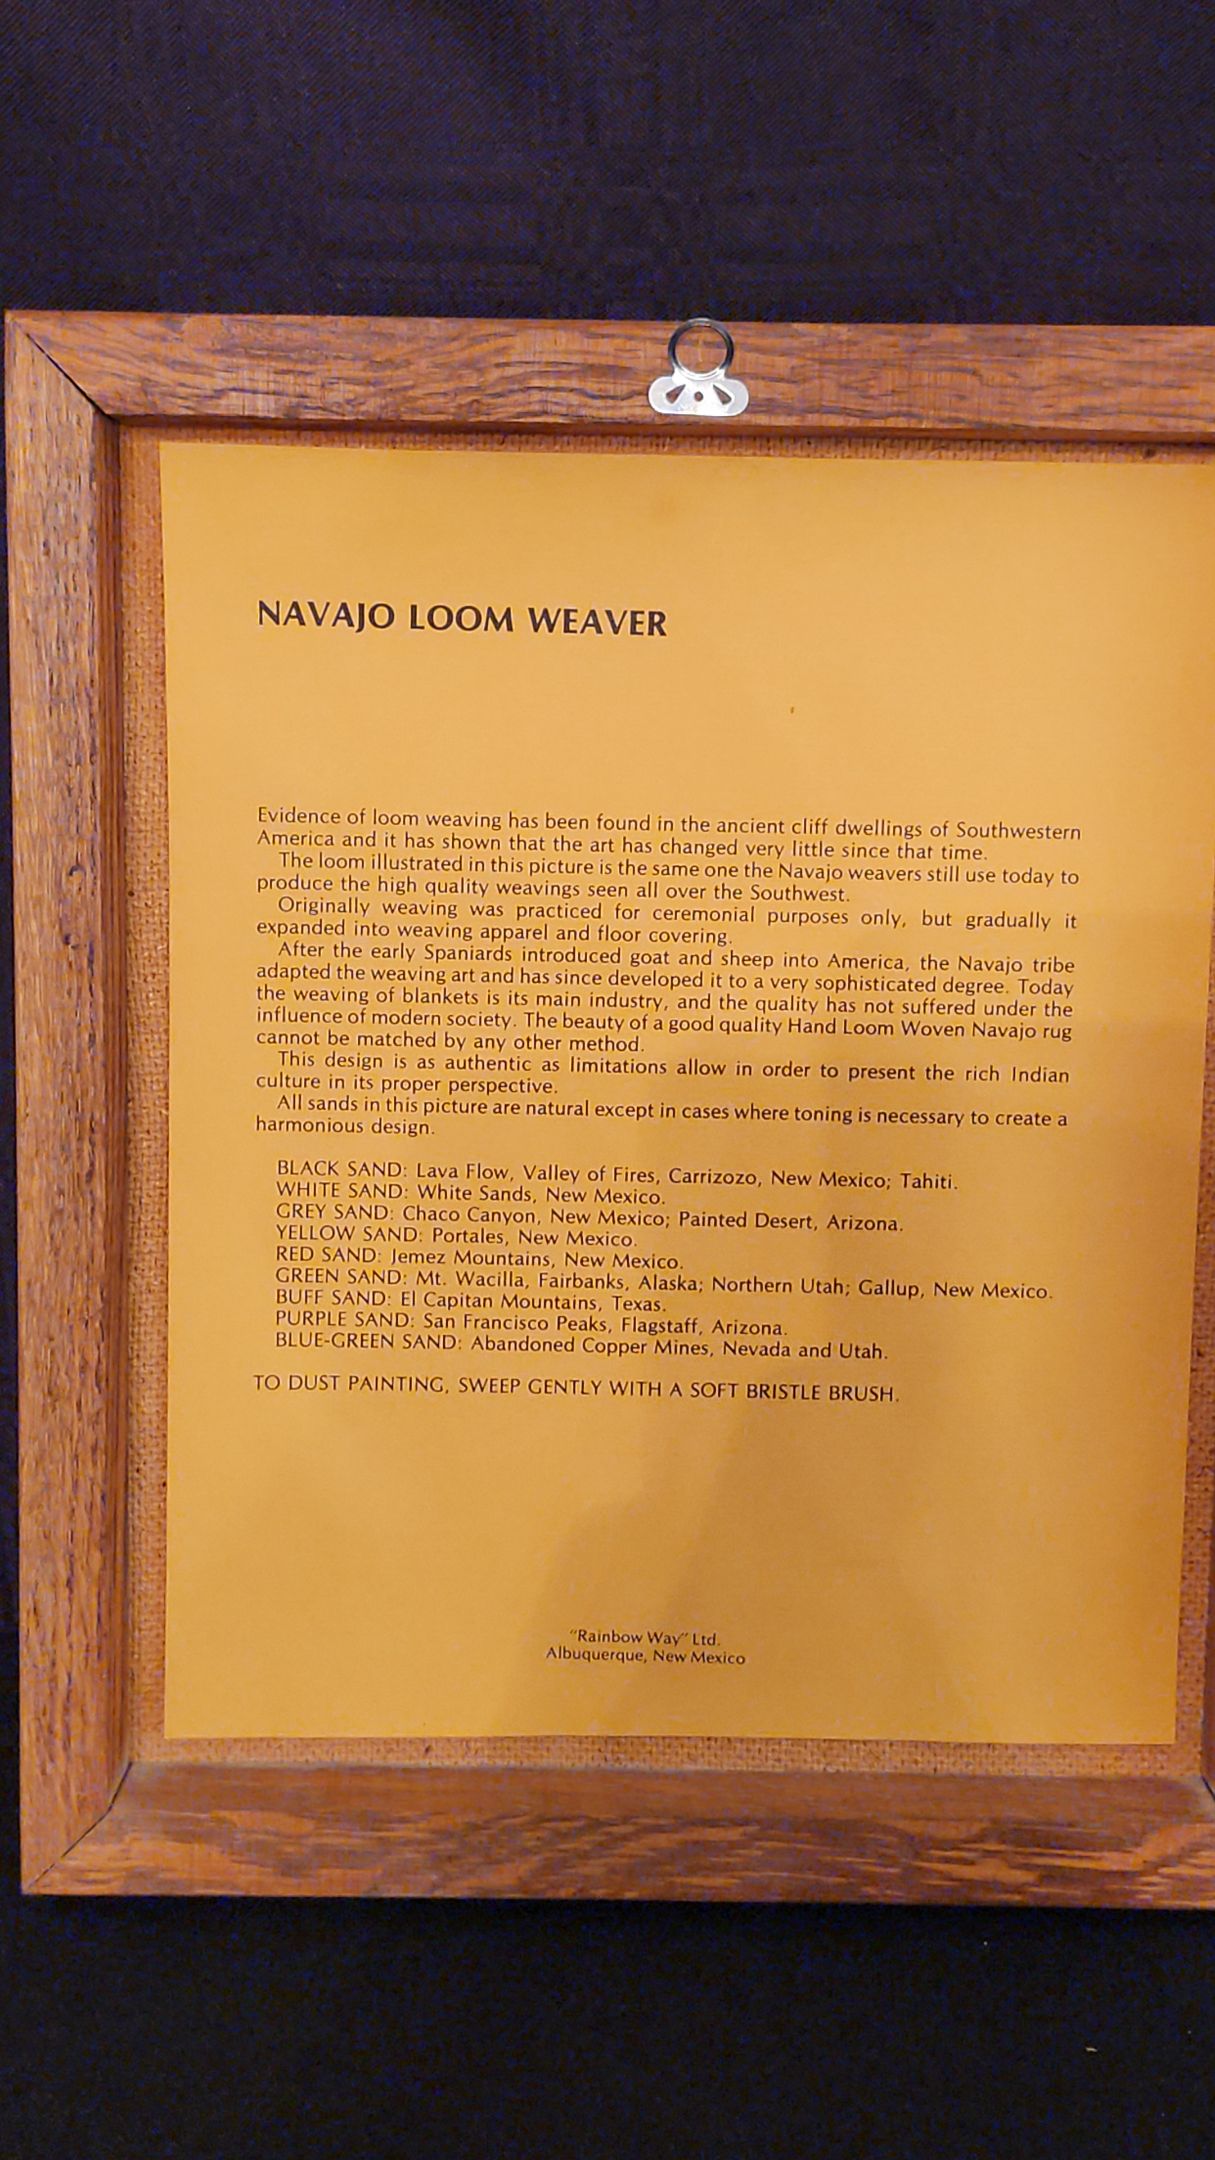 NAVAJO LOOM WEAVER
Evidence of loom weaving has been found in the ancient cliff dwellings of Southwestern
America and it has shown that the art has changed very little since that time.
The loom illustrated in this picture is the same one the Navajo weavers still use today to
produce the high quality weavings seen all over the Southwest.
Originally weaving was practiced for ceremonial purposes only, but gradually it
expanded into weaving apparel and floor covering.
After the early Spaniards introduced goat and sheep into America, the Navajo tribe
adapted the weaving art and has since developed it to a very sophisticated degree. Today
the weaving of blankets is its main industry, and the quality has not suffered under the
influence of modern society. The beauty of a good quality Hand Loom Woven Navajo rug
cannot be matched by any other method.
This design is as authentic as limitations allow in order to present the rich Indian
culture in its proper perspective.
All sands in this picture are natural except in cases where toning is necessary to create a
harmonious design.
BLACK SAND: Lava Flow, Valley of Fires, Carrizozo, New Mexico; Tahiti.
WHITE SAND: White Sands, New Mexico.
GREY SAND: Chaco Canyon, New Mexico; Painted Desert, Arizona.
YELLOW SAND: Portales, New Mexico.
RED SAND: Jemez Mountains, New Mexico.
GREEN SAND: Mt. Wacilla, Fairbanks, Alaska; Northern Utah; Gallup, New Mexico.
BUFF SAND: El Capitan Mountains, Texas.
PURPLE SAND: San Francisco Peaks, Flagstaff, Arizona.
BLUE-GREEN SAND: Abandoned Copper Mines, Nevada and Utah.
TO DUST PAINTING, SWEEP GENTLY WITH A SOFT BRISTLE BRUSH.
"Rainbow Way" Ltd.
Albuquerque, New Mexico